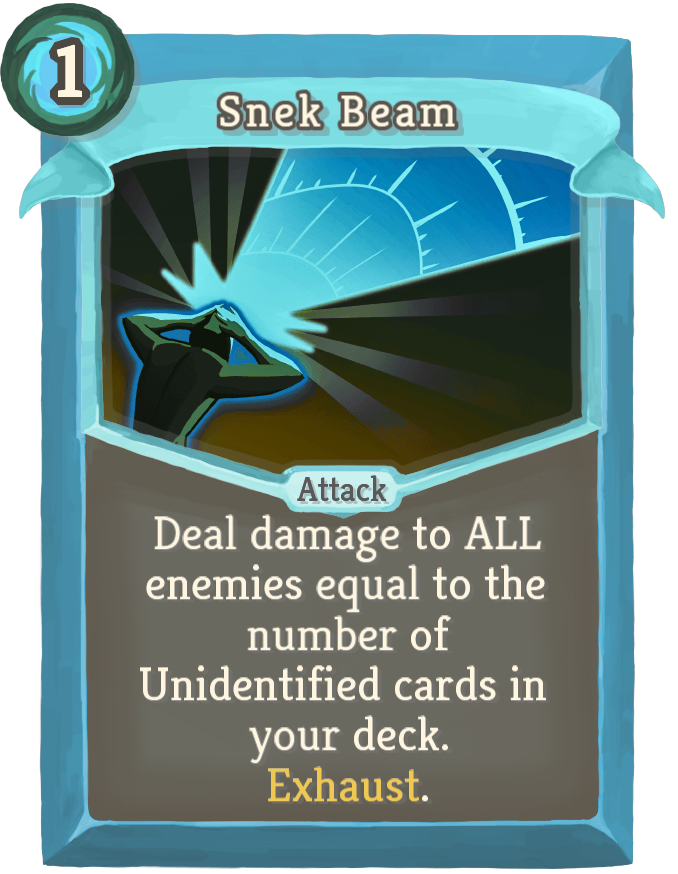 1
Snek Beam
Attack
Deal damage to ALL
enemies equal to the
number of
Unidentified cards in
your deck.
Exhaust.